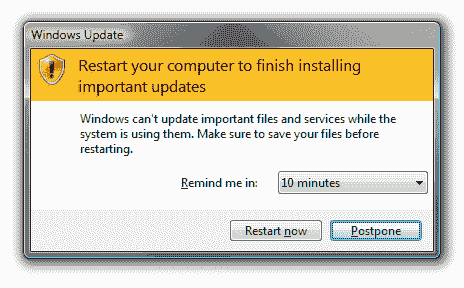 Windows Update
Restart your computer to finish installing
important updates
Windows can't update important files and services while the
system is using them. Make sure to save your files before
restarting.
Remind me in: 10 minutes
Restart now Postpone